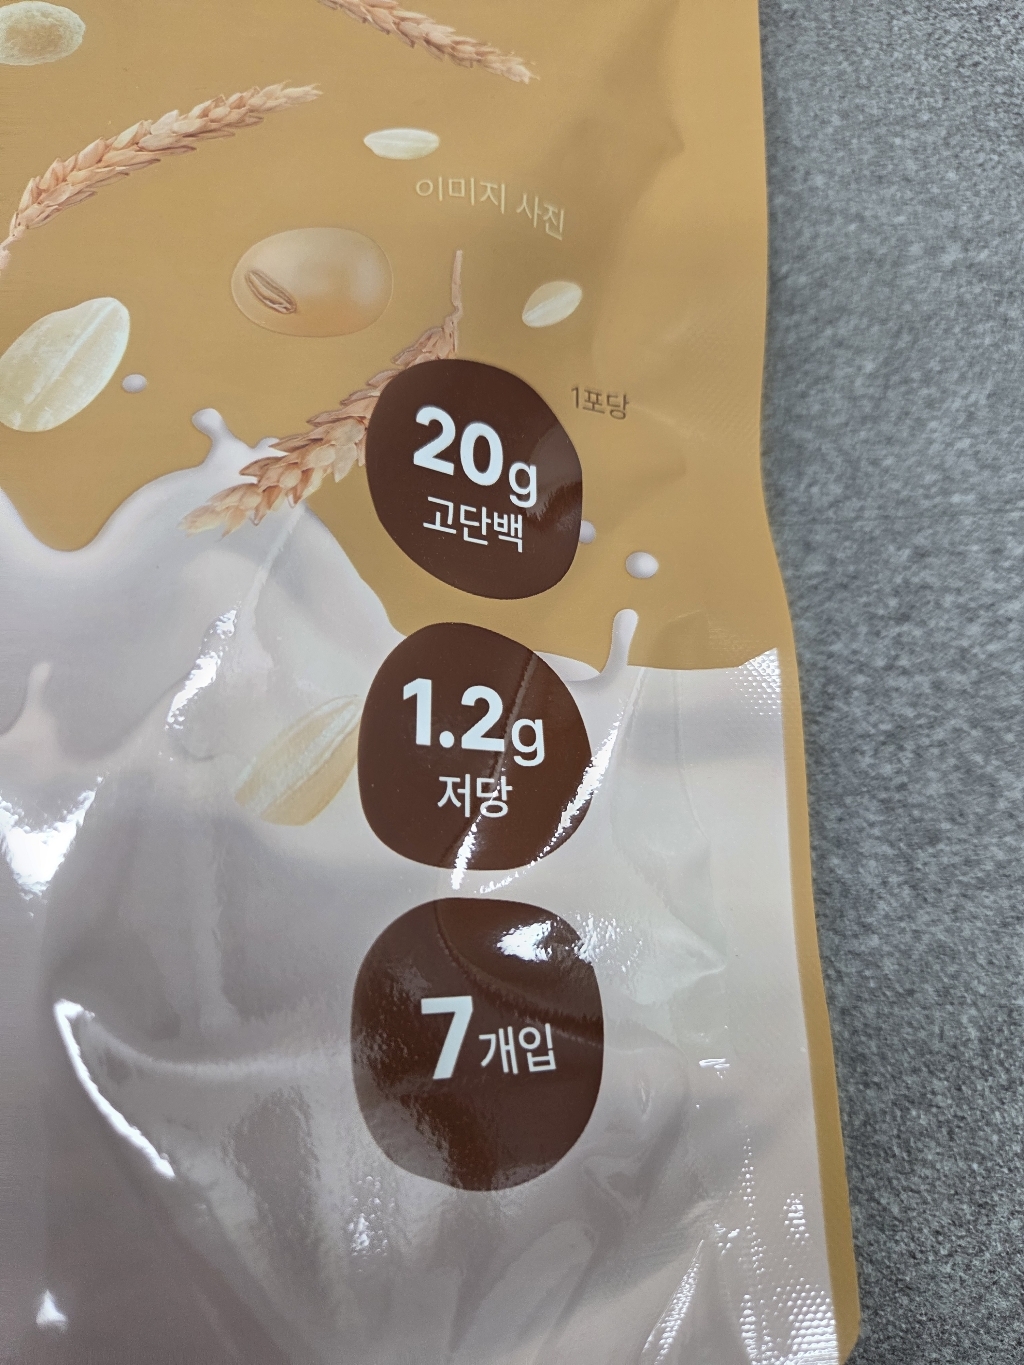 이미지 사진
1포당
20g
고단백
1.2g
저당
7개입